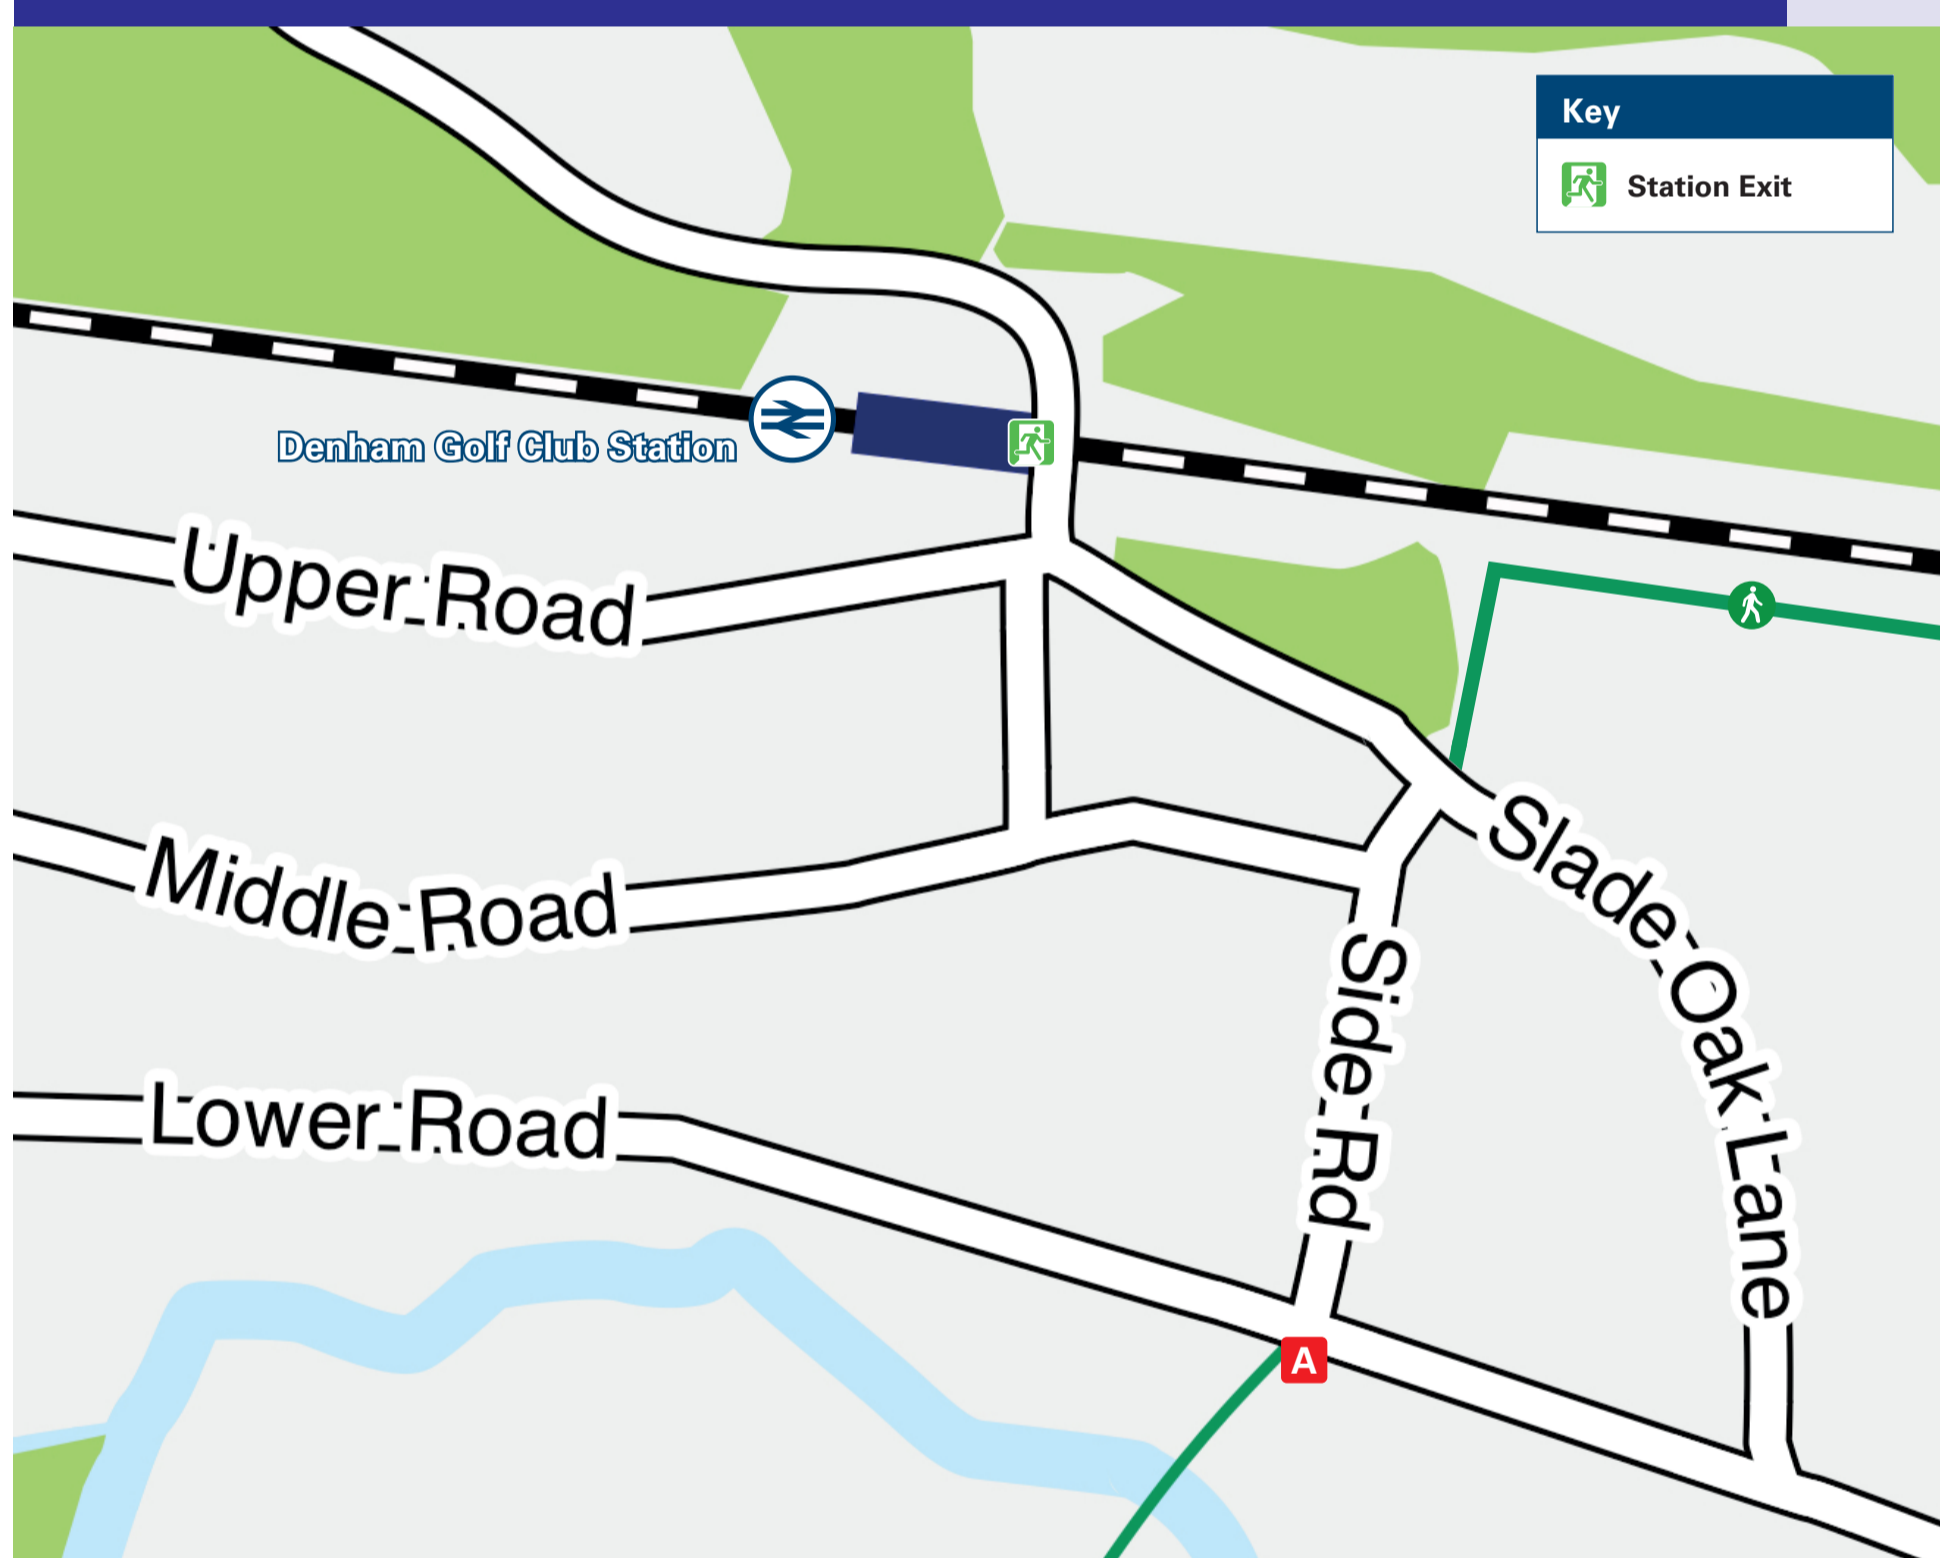 Key
Station Exit
Denham Golf Club Station
Upper Road
Middle Road
Slade Oak Lane
Side Rd
Lower Road
A